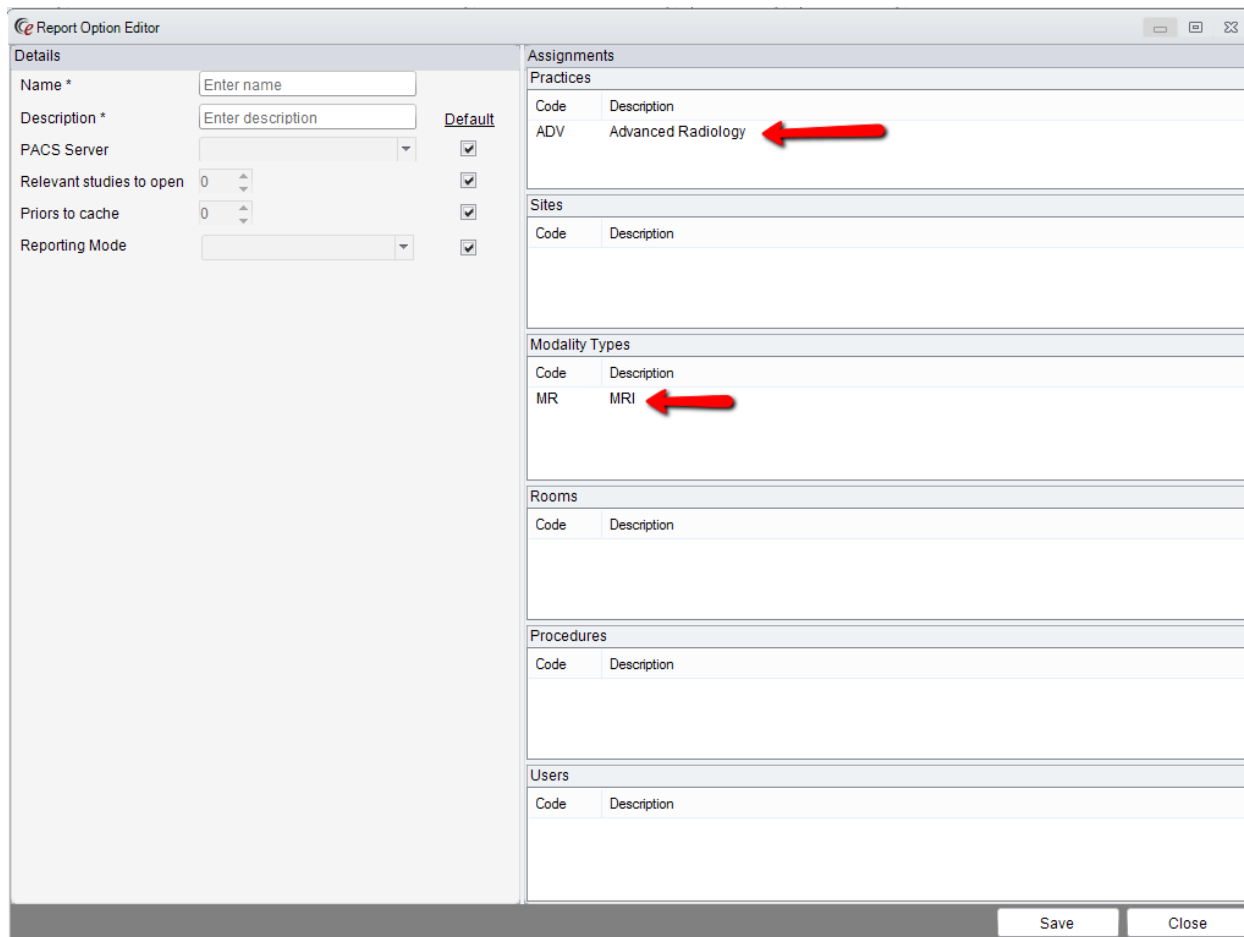 Report Option Editor
Details
Name *
Enter name
Description *
Enter description
Default
PACS Server
Relevant studies to open
0
Priors to cache
0
Reporting Mode
Assignments
Practices
Code Description
ADV Advanced Radiology
Sites
Code Description
Modality Types
Code Description
MR MRI
Rooms
Code Description
Procedures
Code Description
Users
Code Description
Save Close